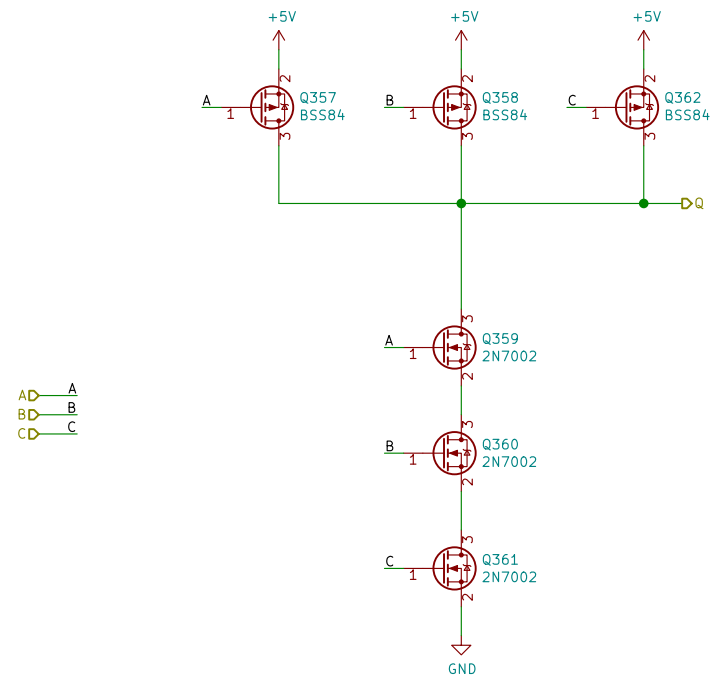 +5V +5V +5V
2 2 2
A 1 Q357 B 1 Q358 C 1 Q362
BSS84 BSS84 BSS84
3 3 3
Q
3
A 1 Q359
2N7002
2
A A
B B
C C
3
B 1 Q360
2N7002
2
3
C 1 Q361
2N7002
2
GND